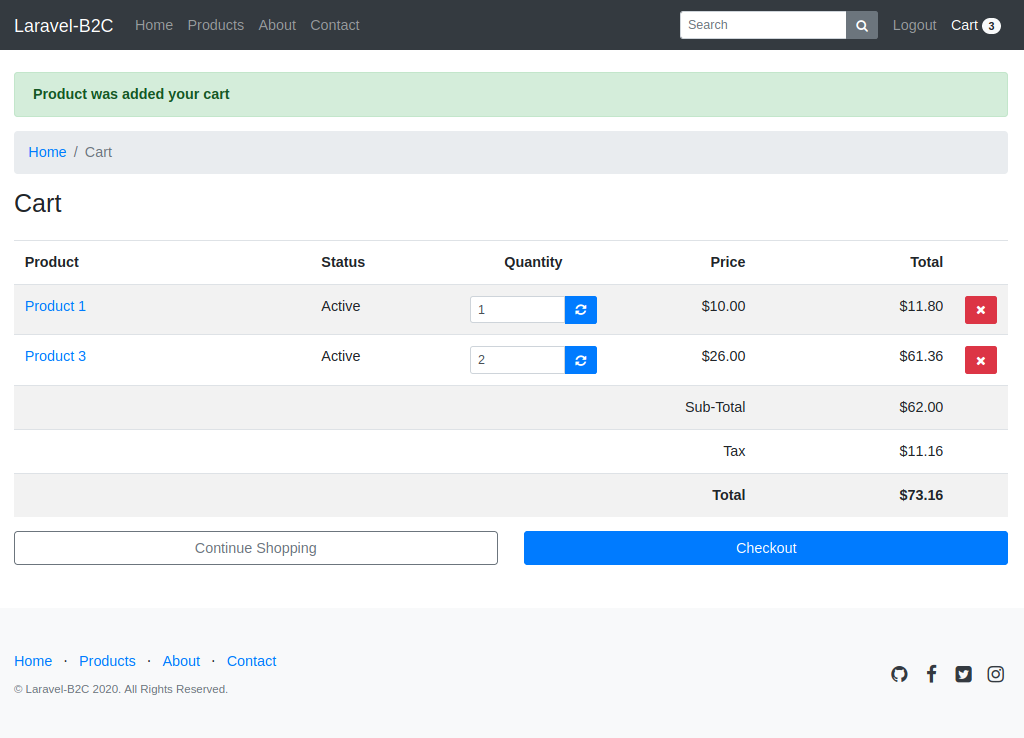 Laravel-B2C Home Products About Contact Search Logout Cart 3
Product was added your cart
Home / Cart
Cart
Product Status Quantity Price Total
Product 1 Active 1 $10.00 $11.80
Product 3 Active 2 $26.00 $61.36
Sub-Total $62.00
Tax $11.16
Total $73.16
Continue Shopping Checkout
Home · Products · About · Contact
© Laravel-B2C 2020. All Rights Reserved.